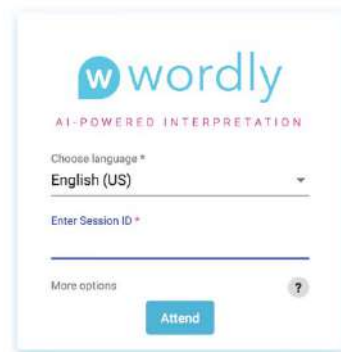 w wordly
AI-POWERED INTERPRETATION
Choose language *
English (US)
Enter Session ID *
More options ?
Attend